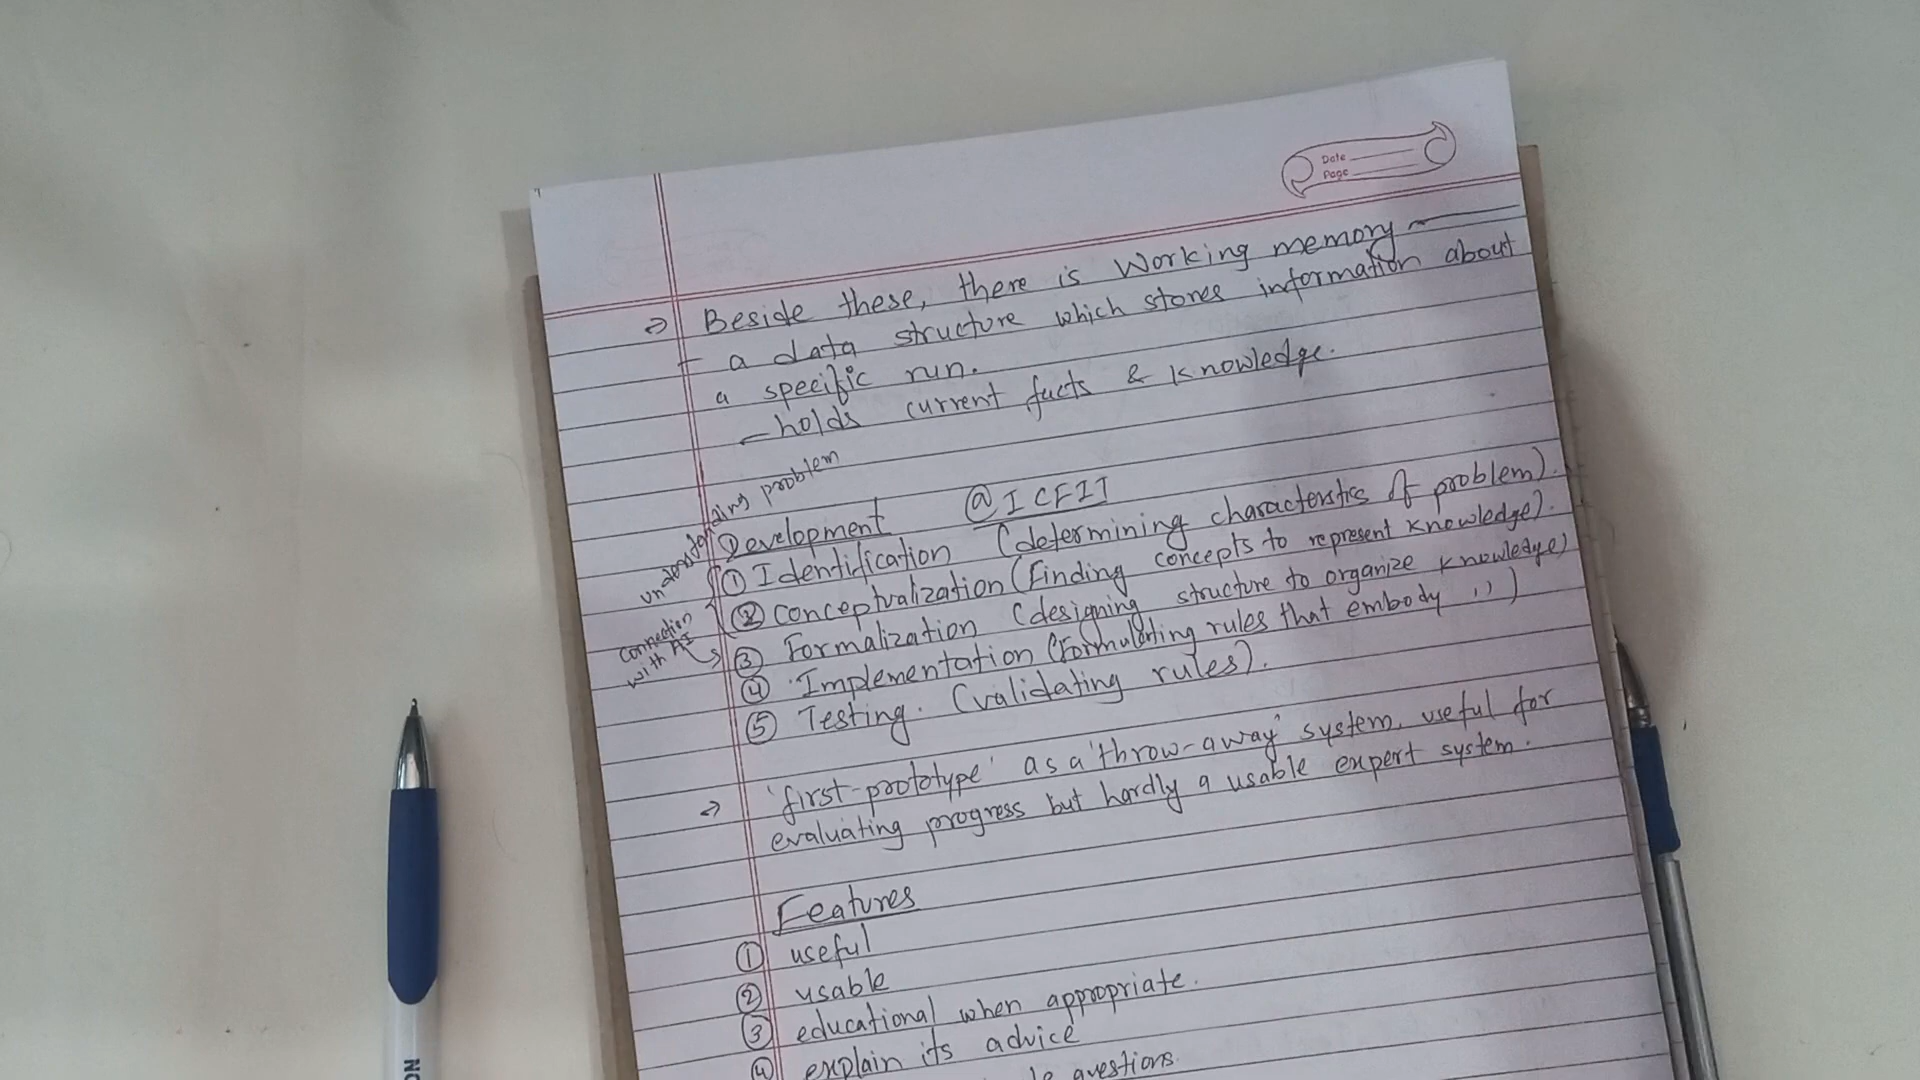 Date
Page
⇒ Beside these, there is Working memory —
- a data structure which stores information about
a specific run.
- holds current facts & knowledge.
understanding problem
Development @ICFIT
① Identification (determining characterstics of problem).
② Conceptualization (Finding concepts to represent knowledge).
connection
with AI
③ Formalization (designing structure to organize knowledge)
④ Implementation (Formulating rules that embody ,, )
⑤ Testing. (validating rules).
⇒ 'first-prototype' as a 'throw-away' system. useful for
evaluating progress but hardly a usable expert system.
Features
① useful
② usable
③ educational when appropriate.
④ explain its advice
questions.
ON